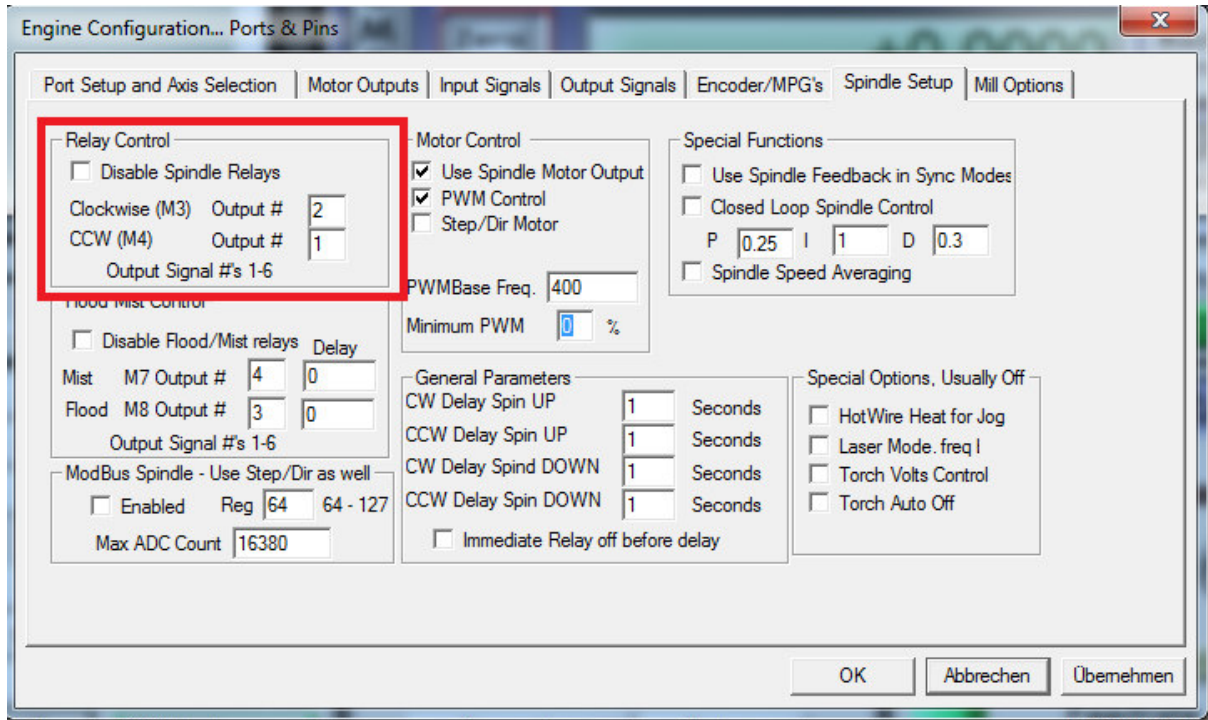 Engine Configuration... Ports & Pins
+0.0000
Port Setup and Axis Selection
Motor Outputs
Input Signals
Output Signals
Encoder/MPG's
Spindle Setup
Mill Options
Relay Control
Disable Spindle Relays
Clockwise (M3) Output # 2
CCW (M4) Output # 1
Output Signal #'s 1-6
Flood Mist Control
Disable Flood/Mist relays Delay
Mist M7 Output # 4 0
Flood M8 Output # 3 0
Output Signal #'s 1-6
ModBus Spindle - Use Step/Dir as well
Enabled Reg 64 64 - 127
Max ADC Count 16380
Motor Control
Use Spindle Motor Output
PWM Control
Step/Dir Motor
PWMBase Freq. 400
Minimum PWM 0 %
General Parameters
CW Delay Spin UP 1 Seconds
CCW Delay Spin UP 1 Seconds
CW Delay Spind DOWN 1 Seconds
CCW Delay Spin DOWN 1 Seconds
Immediate Relay off before delay
Special Functions
Use Spindle Feedback in Sync Modes
Closed Loop Spindle Control
P 0.25 I 1 D 0.3
Spindle Speed Averaging
Special Options, Usually Off
HotWire Heat for Jog
Laser Mode. freq I
Torch Volts Control
Torch Auto Off
OK
Abbrechen
Übernehmen